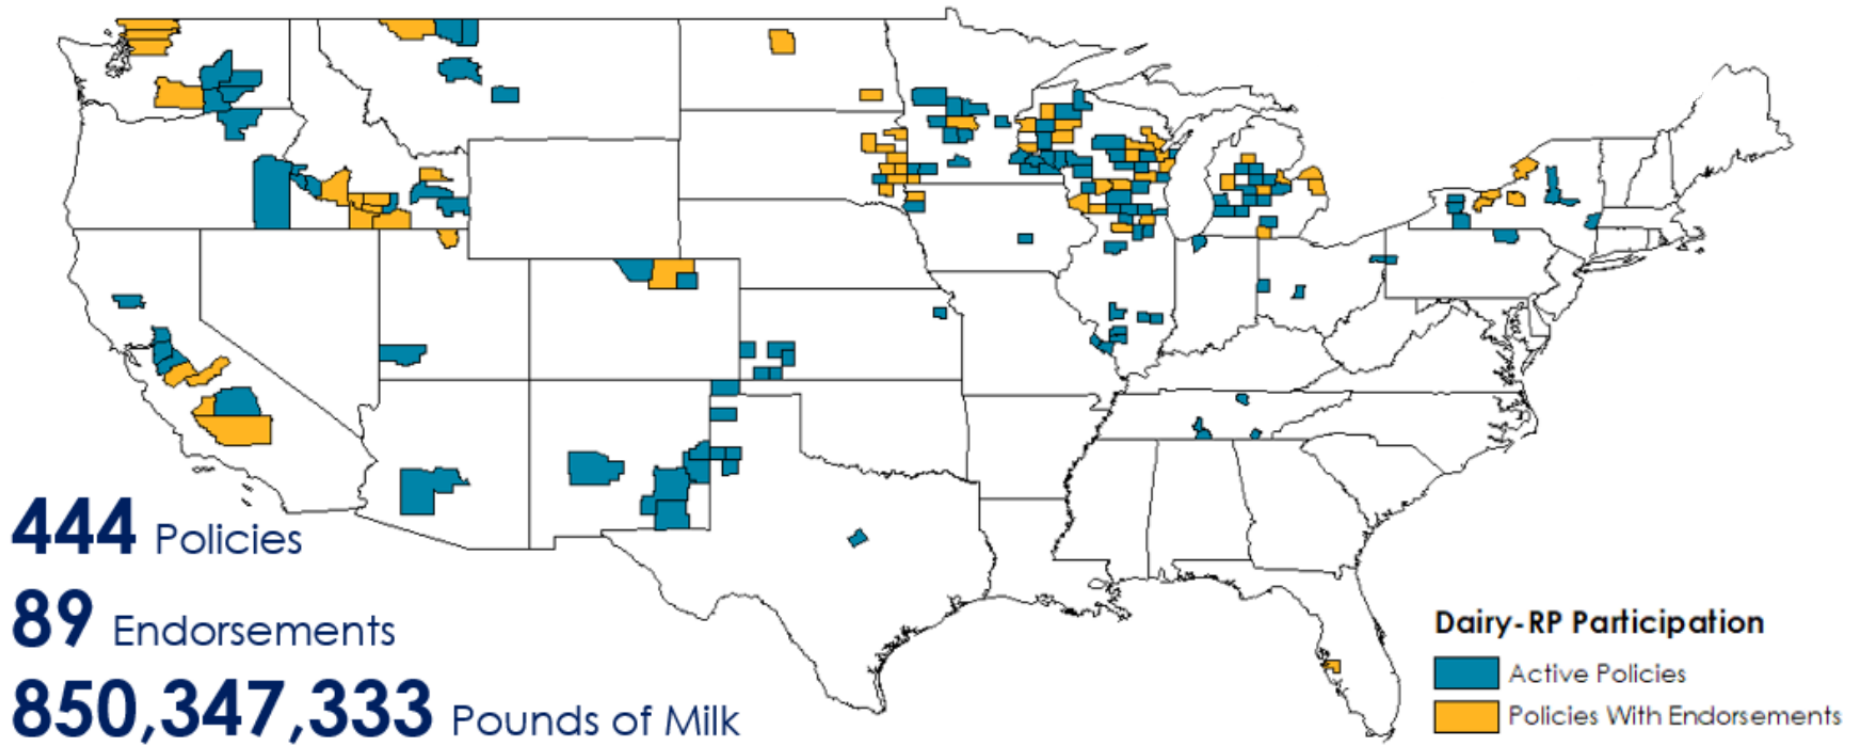 444 Policies
89 Endorsements
850,347,333 Pounds of Milk
Dairy-RP Participation
Active Policies
Policies With Endorsements